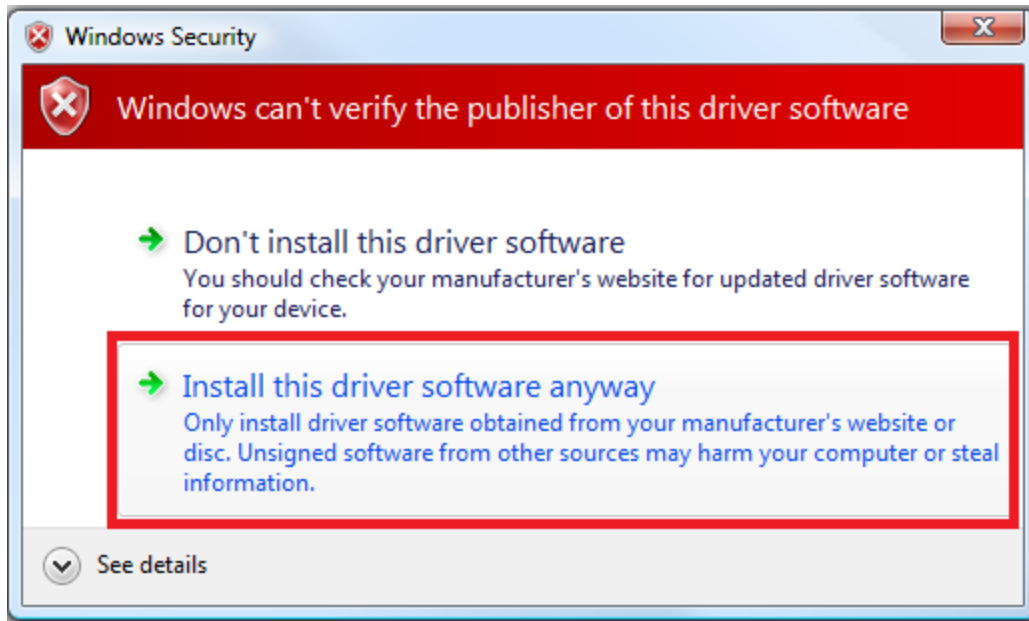 Windows Security
Windows can't verify the publisher of this driver software
Don't install this driver software
You should check your manufacturer's website for updated driver software
for your device.
Install this driver software anyway
Only install driver software obtained from your manufacturer's website or
disc. Unsigned software from other sources may harm your computer or steal
information.
See details